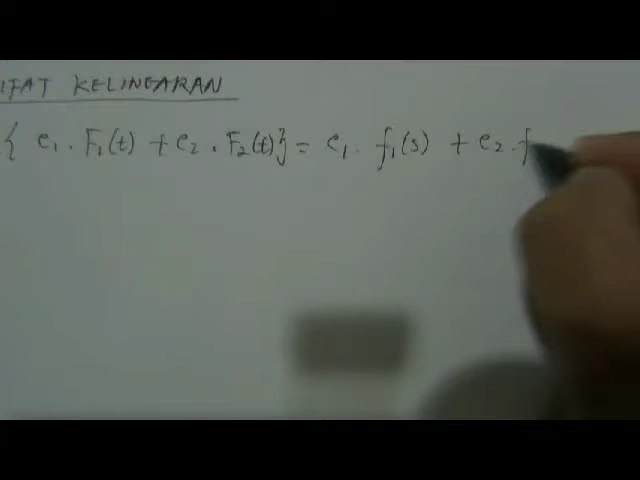 IFAT KELINEARAN
{ c₁ . F₁(t) + c₂ . F₂(t)} = c₁ . f₁(s) + c₂ . f